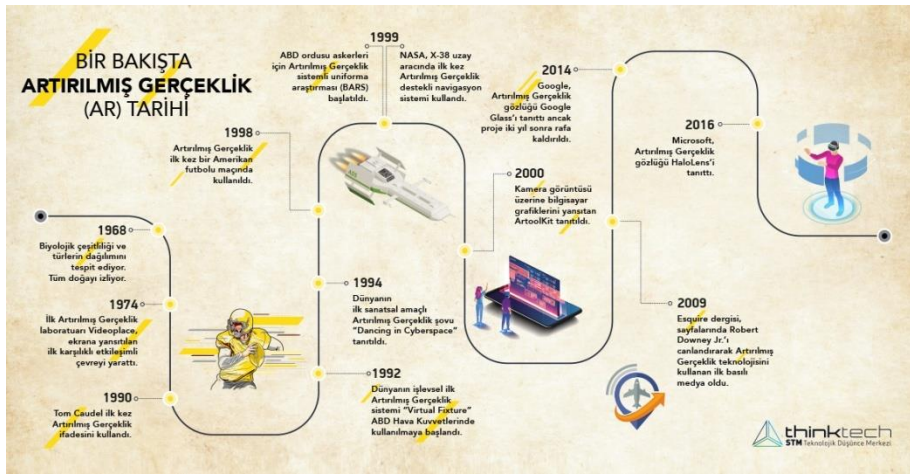 BİR BAKIŞTA
ARTIRILMIŞ GERÇEKLİK
(AR) TARİHİ
1968
Biyolojik çeşitliliği ve
türlerin dağılımını
tespit ediyor.
Tüm doğayı izliyor.
1974
İlk Artırılmış Gerçeklik
laboratuarı Videoplace,
ekrana yansıtılan
ilk karşılıklı etkileşimli
çevreyi yarattı.
1990
Tom Caudel ilk kez
Artırılmış Gerçeklik
ifadesini kullandı.
1992
Dünyanın işlevsel ilk
Artırılmış Gerçeklik
sistemi “Virtual Fixture”
ABD Hava Kuvvetlerinde
kullanılmaya başlandı.
1994
Dünyanın
ilk sanatsal amaçlı
Artırılmış Gerçeklik şovu
“Dancing in Cyberspace”
tanıtıldı.
1998
Artırılmış Gerçeklik
ilk kez bir Amerikan
futbolu maçında
kullanıldı.
1999
ABD ordusu askerleri
için Artırılmış Gerçeklik
sistemli uniforma
araştırması (BARS)
başlatıldı.
NASA, X-38 uzay
aracında ilk kez
Artırılmış Gerçeklik
destekli navigasyon
sistemi kullandı.
2000
Kamera görüntüsü
üzerine bilgisayar
grafiklerini yansıtan
ArtoolKit tanıtıldı.
2009
Esquire dergisi,
sayfalarında Robert
Downey Jr.’ı
canlandırarak Artırılmış
Gerçeklik teknolojisini
kullanan ilk basılı
medya oldu.
2014
Google,
Artırılmış Gerçeklik
gözlüğü Google
Glass’ı tanıttı ancak
proje iki yıl sonra rafa
kaldırıldı.
2016
Microsoft,
Artırılmış Gerçeklik
gözlüğü HaloLens’i
tanıttı.
thinktech
STM Teknolojik Düşünce Merkezi